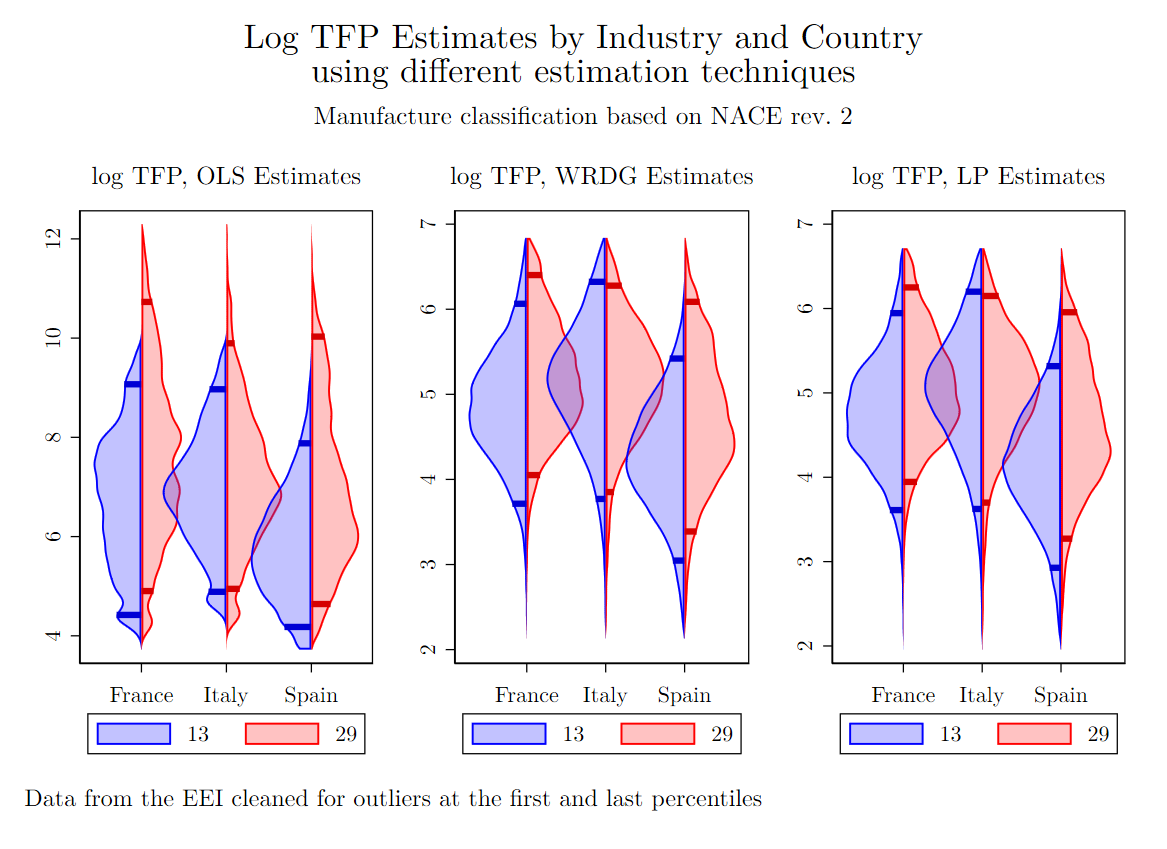 Log TFP Estimates by Industry and Country
using different estimation techniques
Manufacture classification based on NACE rev. 2
log TFP, OLS Estimates
12
10
8
6
4
France Italy Spain
13 29
log TFP, WRDG Estimates
7
6
5
4
3
2
France Italy Spain
13 29
log TFP, LP Estimates
7
6
5
4
3
2
France Italy Spain
13 29
Data from the EEI cleaned for outliers at the first and last percentiles